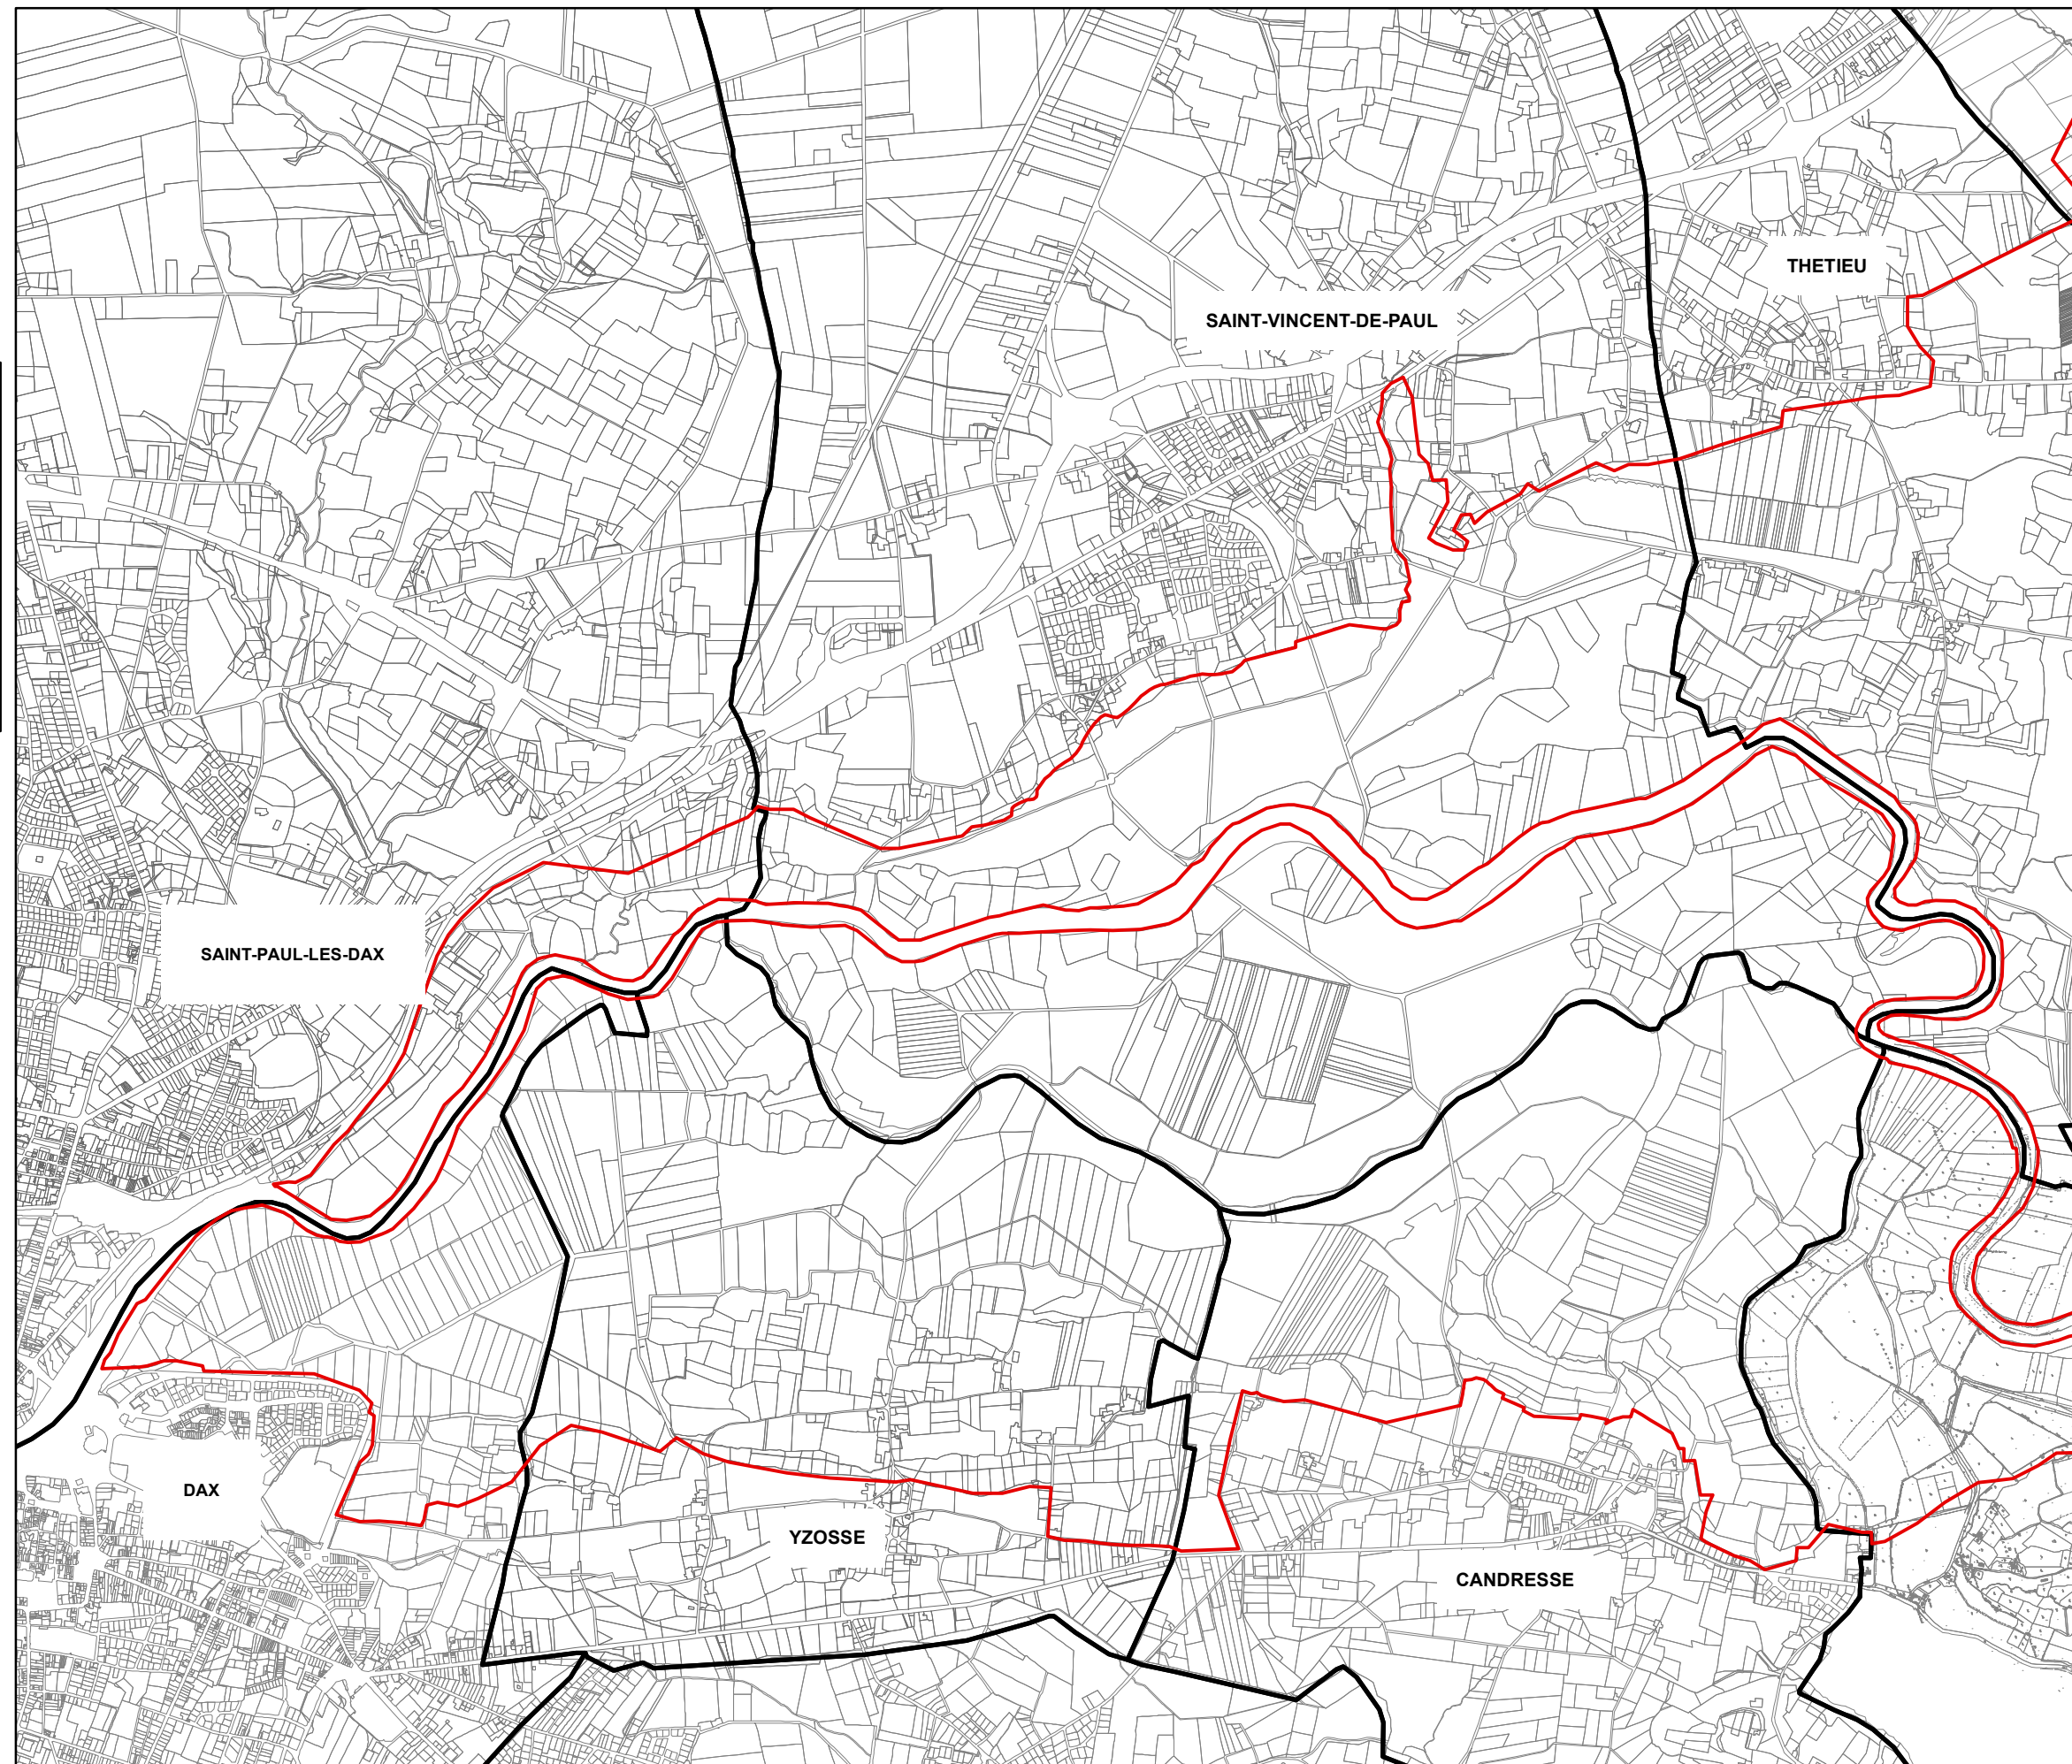 THETIEU
SAINT-VINCENT-DE-PAUL
SAINT-PAUL-LES-DAX
DAX
YZOSSE
CANDRESSE